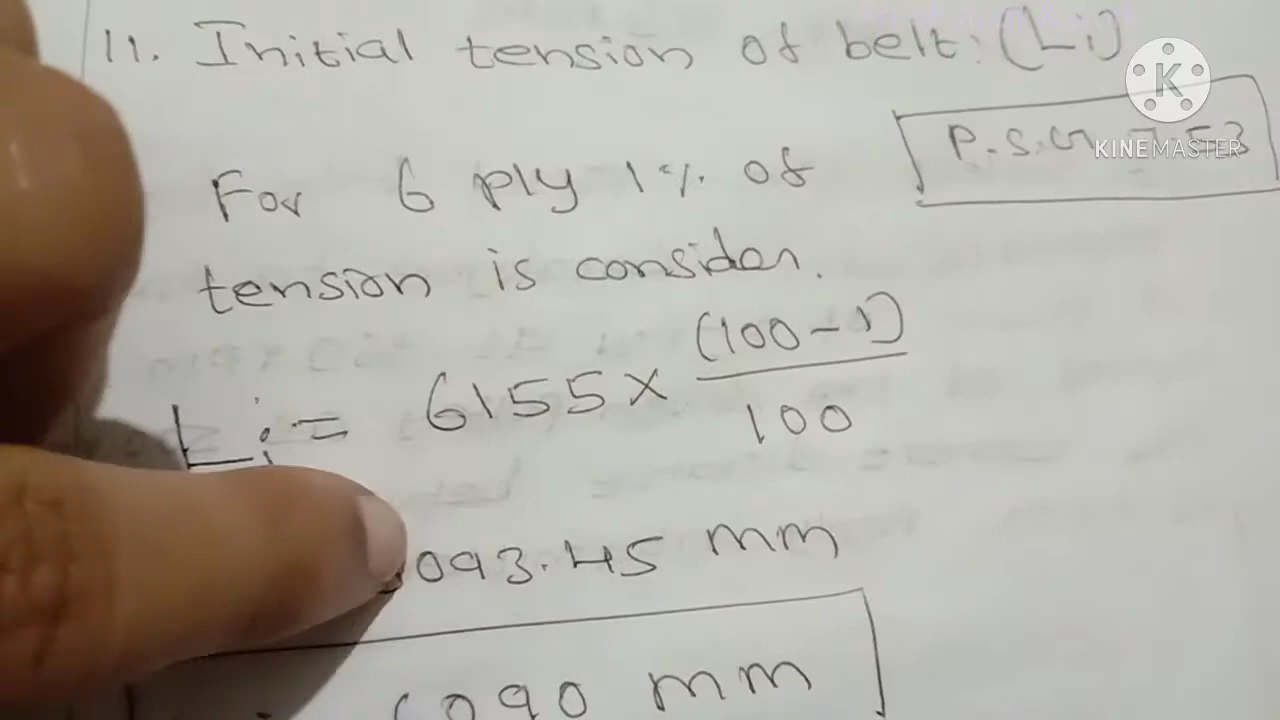 11. Initial tension of belt: (Li)
K
KINEMASTER
For 6 ply 1% of
tension is consider.
Li = 6155 × (100 - 1)
100
093.45 mm
6090 mm